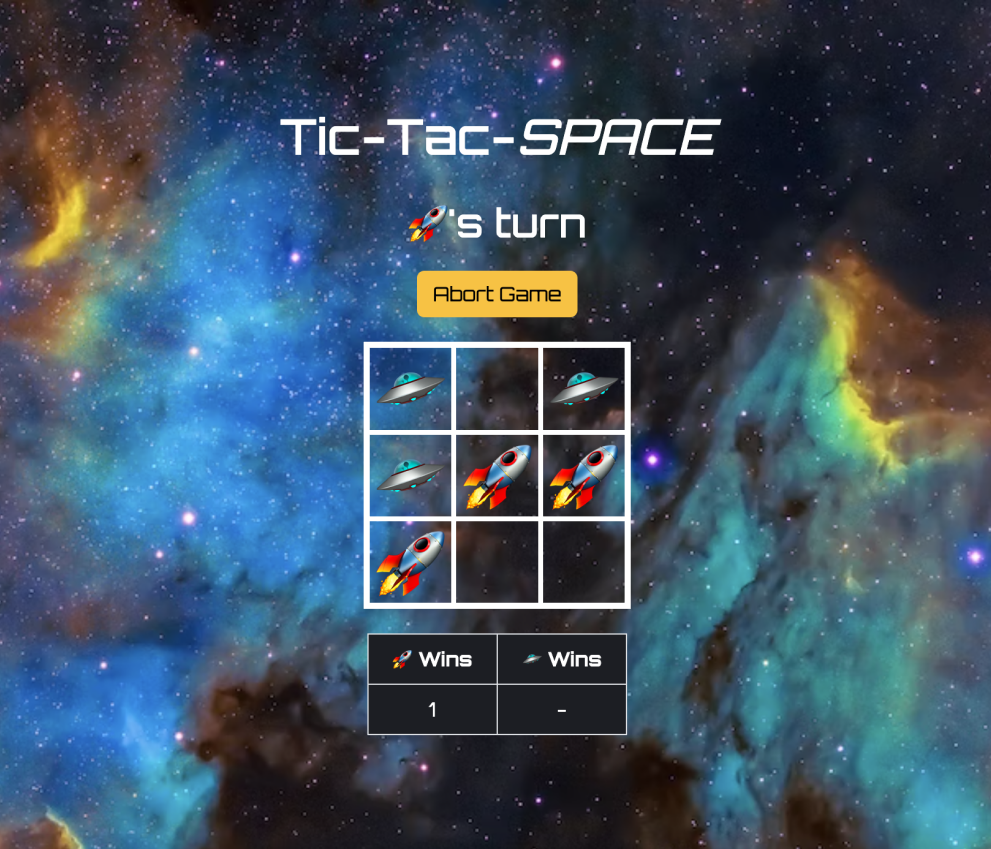 Tic-Tac-SPACE
🚀's turn
Abort Game
🚀 Wins 🛸 Wins
1 -